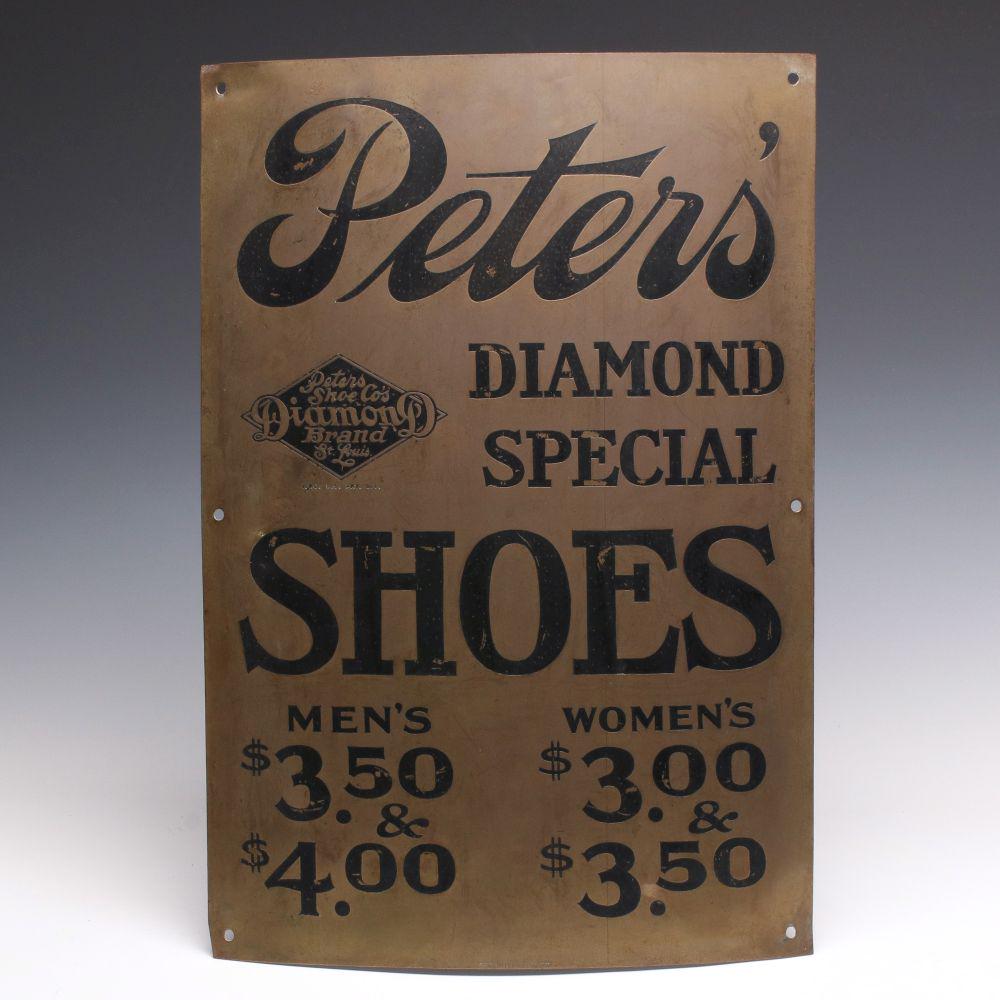 Peters'
DIAMOND
SPECIAL
Peters
Shoe Co's
Diamond
Brand
St. Louis
SHOES
MEN'S
$3.50
&
$4.00
WOMEN'S
$3.00
&
$3.50